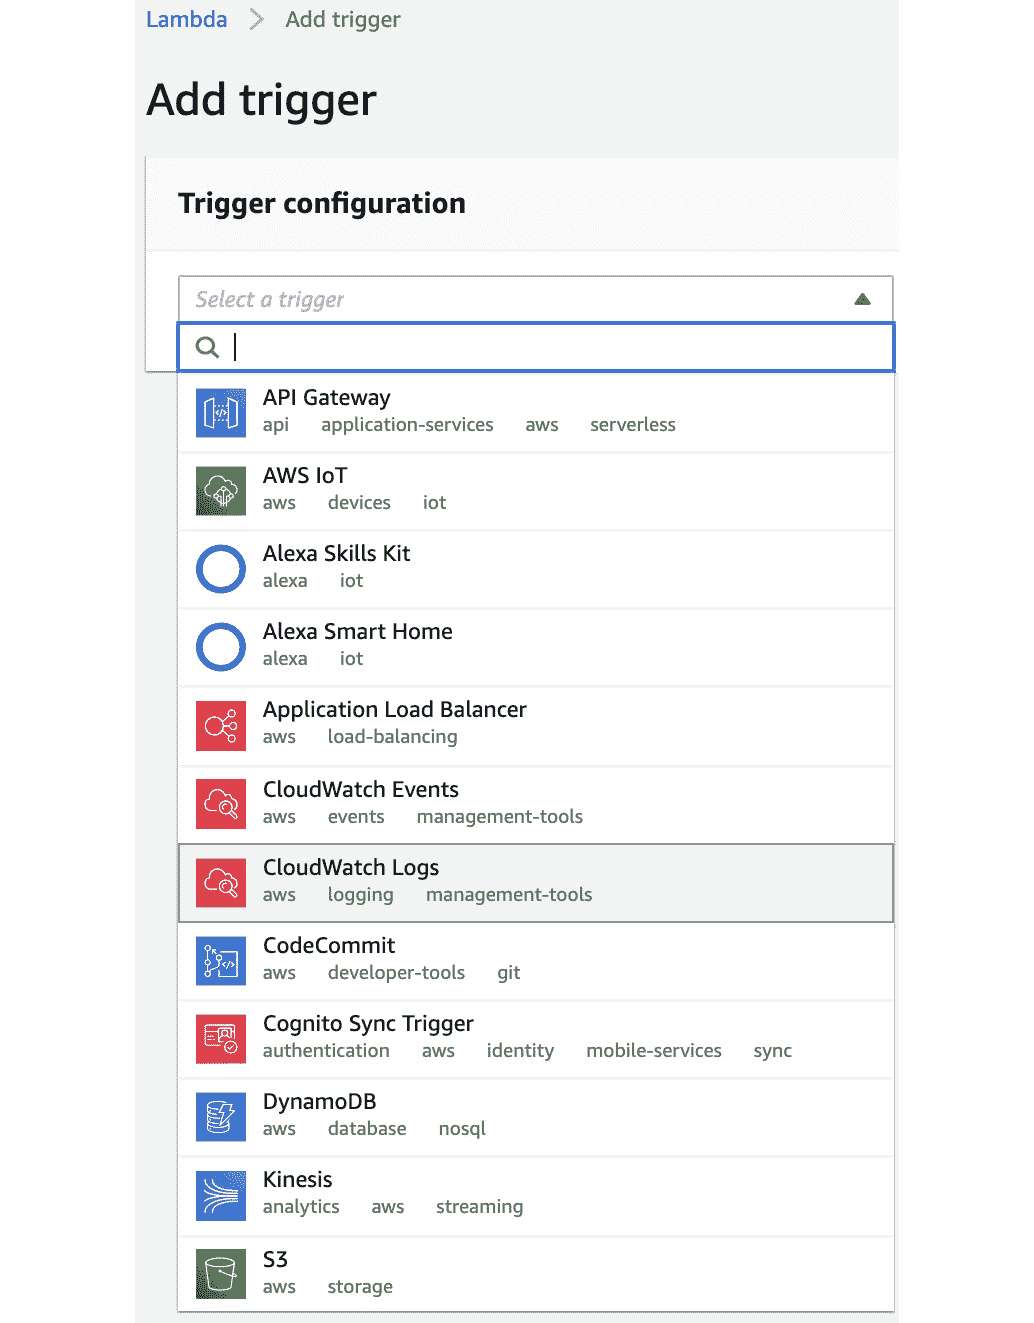 Lambda > Add trigger
Add trigger
Trigger configuration
Select a trigger
API Gateway
api application-services aws serverless
AWS IoT
aws devices iot
Alexa Skills Kit
alexa iot
Alexa Smart Home
alexa iot
Application Load Balancer
aws load-balancing
CloudWatch Events
aws events management-tools
CloudWatch Logs
aws logging management-tools
CodeCommit
aws developer-tools git
Cognito Sync Trigger
authentication aws identity mobile-services sync
DynamoDB
aws database nosql
Kinesis
analytics aws streaming
S3
aws storage